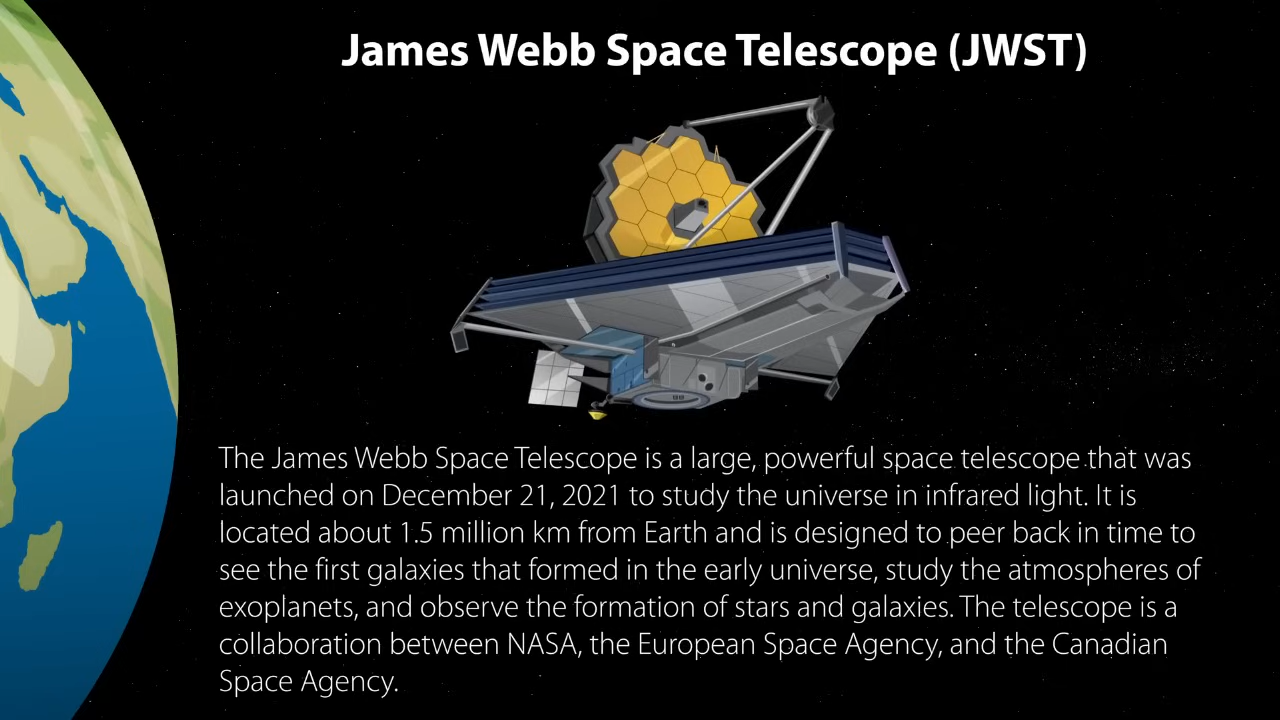 James Webb Space Telescope (JWST)
The James Webb Space Telescope is a large, powerful space telescope that was
launched on December 21, 2021 to study the universe in infrared light. It is
located about 1.5 million km from Earth and is designed to peer back in time to
see the first galaxies that formed in the early universe, study the atmospheres of
exoplanets, and observe the formation of stars and galaxies. The telescope is a
collaboration between NASA, the European Space Agency, and the Canadian
Space Agency.